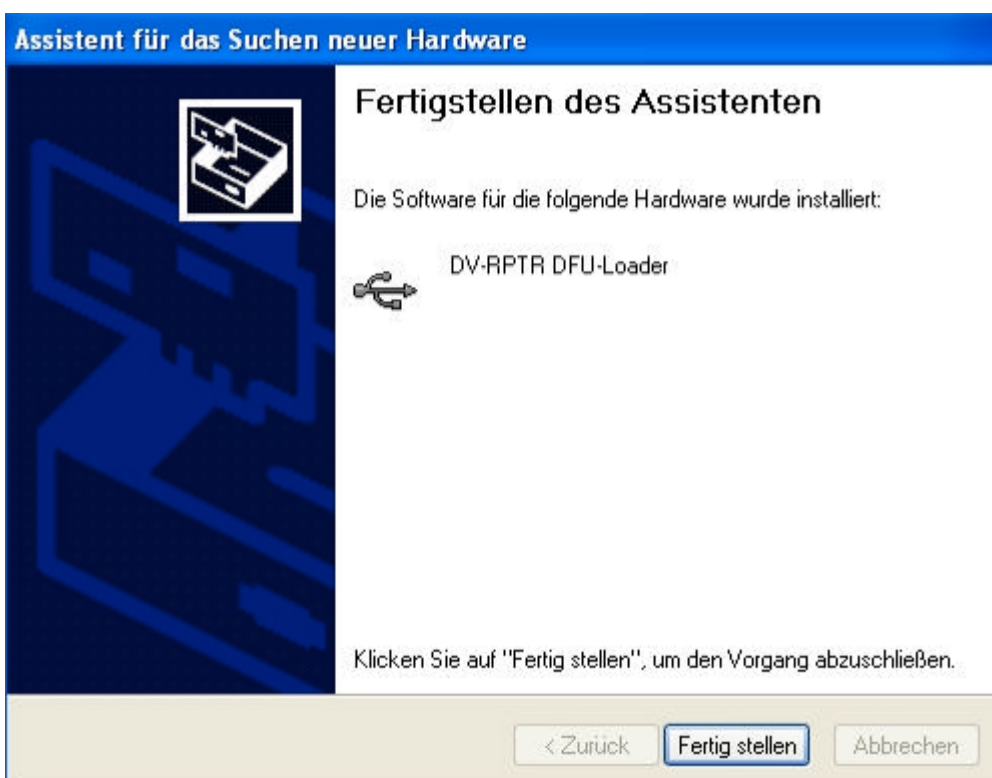 Assistent für das Suchen neuer Hardware
Fertigstellen des Assistenten
Die Software für die folgende Hardware wurde installiert:
DV-RPTR DFU-Loader
Klicken Sie auf "Fertig stellen", um den Vorgang abzuschließen.
< Zurück Fertig stellen Abbrechen